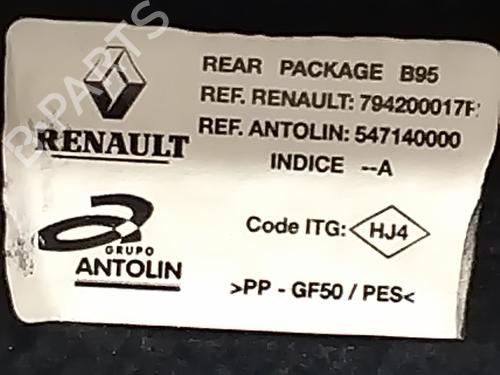 REAR PACKAGE B95
REF. RENAULT: 794200017R
REF. ANTOLIN: 547140000
INDICE --A
RENAULT
GRUPO
ANTOLIN
Code ITG: HJ4
>PP - GF50 / PES<
B-PARTS